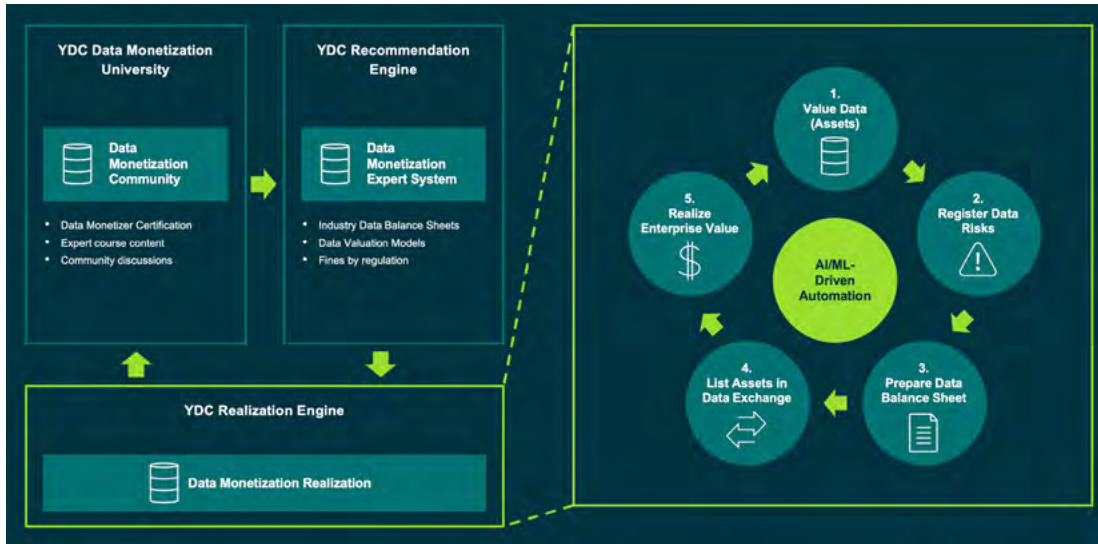 YDC Data Monetization
University
Data
Monetization
Community
• Data Monetizer Certification
• Expert course content
• Community discussions
YDC Recommendation
Engine
Data
Monetization
Expert System
• Industry Data Balance Sheets
• Data Valuation Models
• Fines by regulation
YDC Realization Engine
Data Monetization Realization
1.
Value Data
(Assets)
2.
Register Data
Risks
3.
Prepare Data
Balance Sheet
4.
List Assets in
Data Exchange
5.
Realize
Enterprise Value
AI/ML-
Driven
Automation